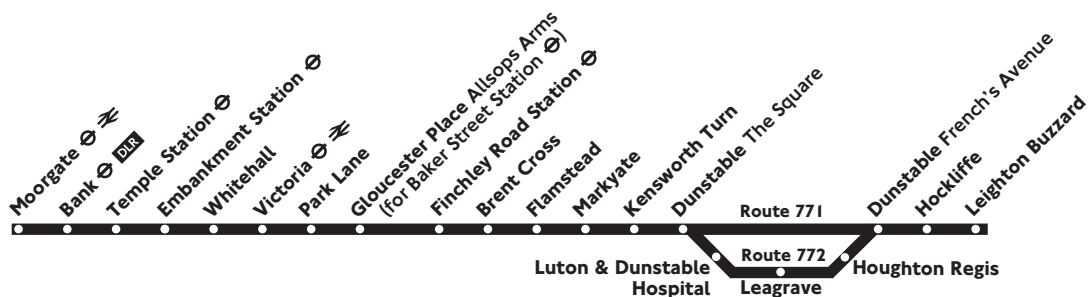 Moorgate
Bank DLR
Temple Station
Embankment Station
Whitehall
Victoria
Park Lane
Gloucester Place Allsops Arms
(for Baker Street Station )
Finchley Road Station
Brent Cross
Flamstead
Markyate
Kensworth Turn
Dunstable The Square
Route 771
Dunstable French's Avenue
Hockliffe
Leighton Buzzard
Luton & Dunstable
Hospital
Route 772
Leagrave
Houghton Regis